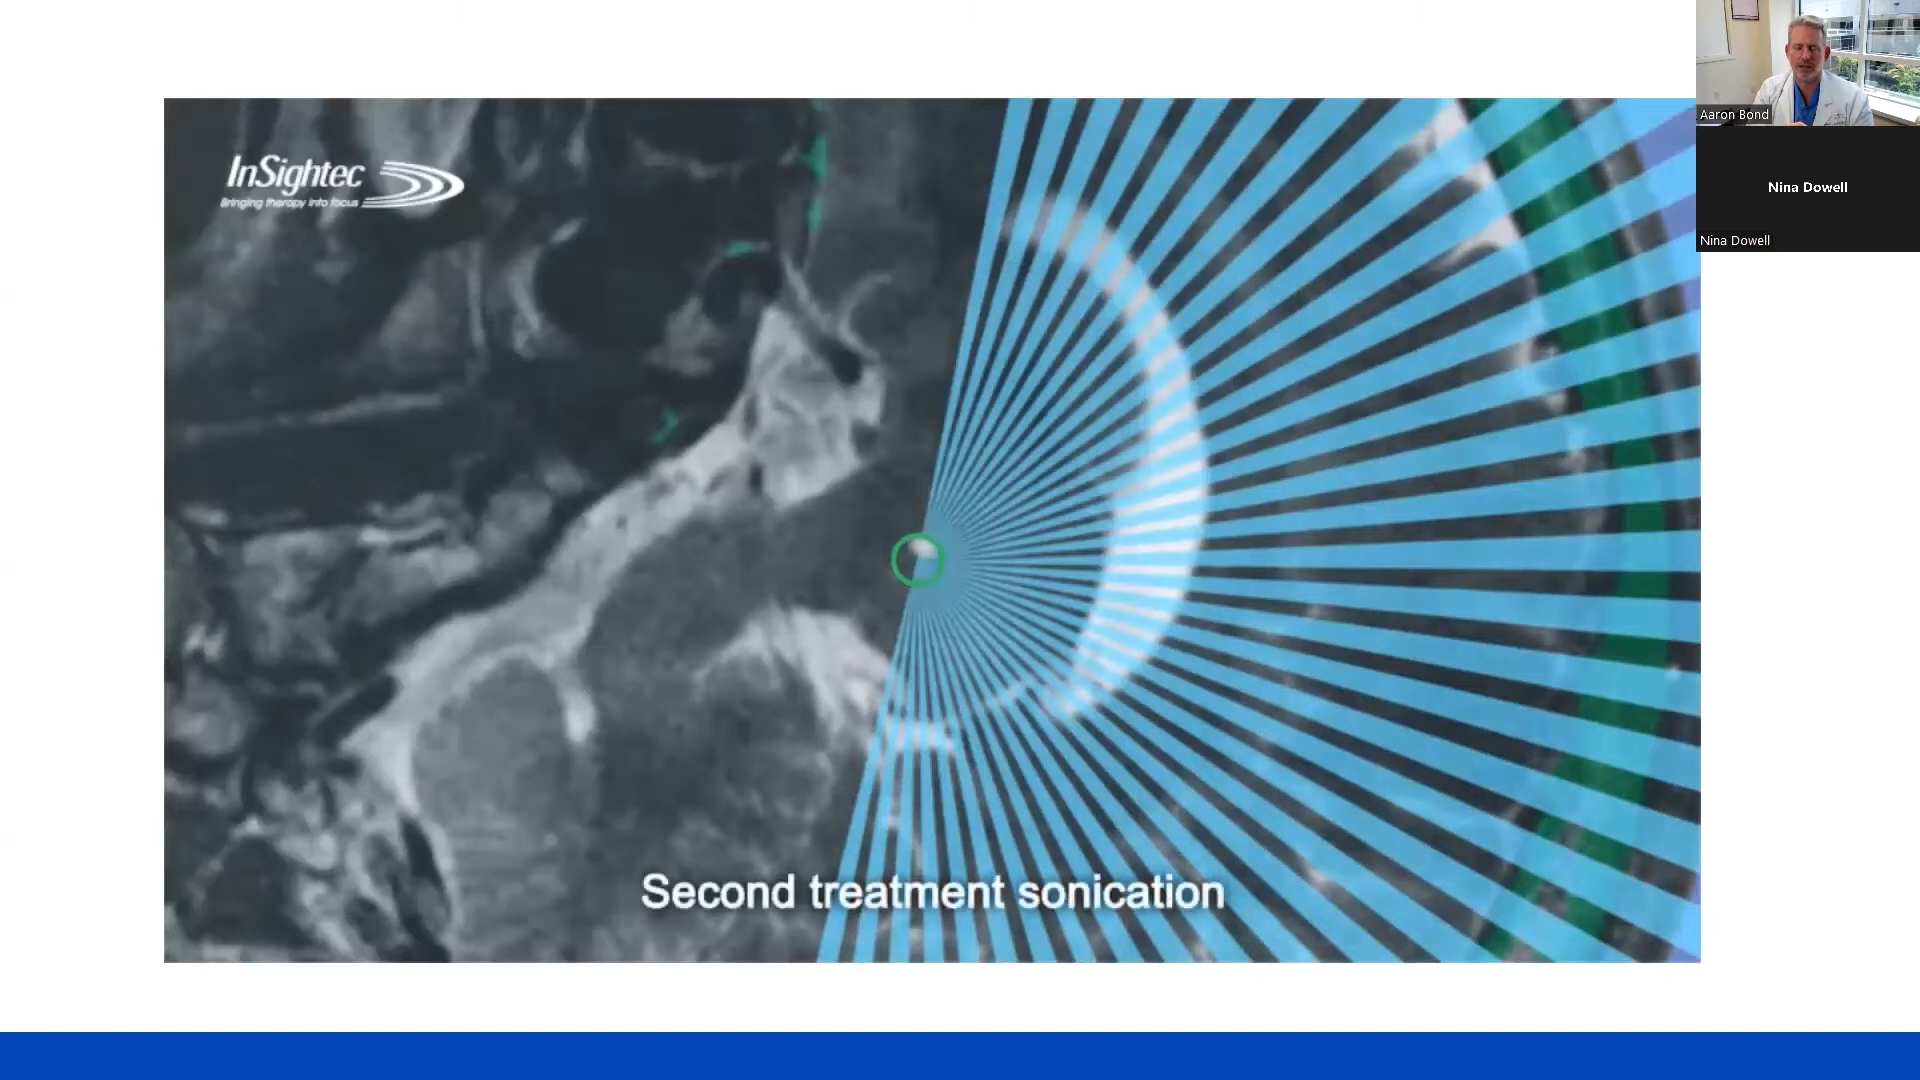 InSightec
Bringing therapy into focus
Second treatment sonication
Aaron Bond
Nina Dowell
Nina Dowell